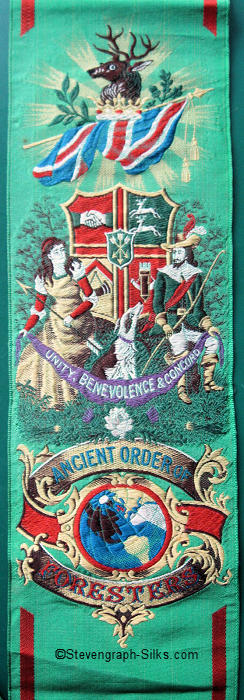 UNITY, BENEVOLENCE & CONCORD
ANCIENT ORDER OF
FORESTERS
©Stevengraph-Silks.com